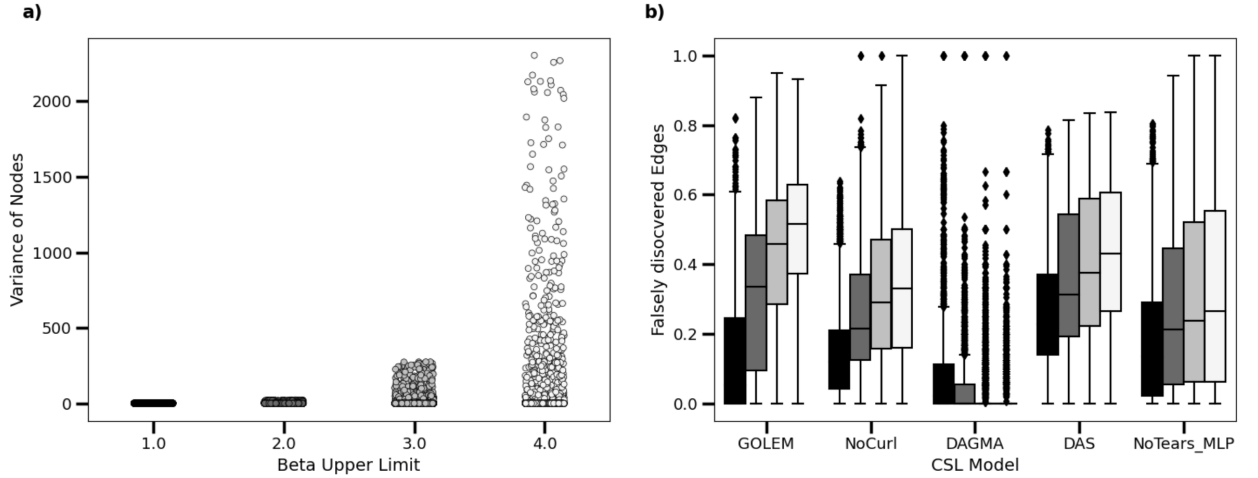 a)
Variance of Nodes
2000
1500
1000
500
0
1.0 2.0 3.0 4.0
Beta Upper Limit
b)
Falsely disocvered Edges
1.0
0.8
0.6
0.4
0.2
0.0
GOLEM NoCurl DAGMA DAS NoTears_MLP
CSL Model